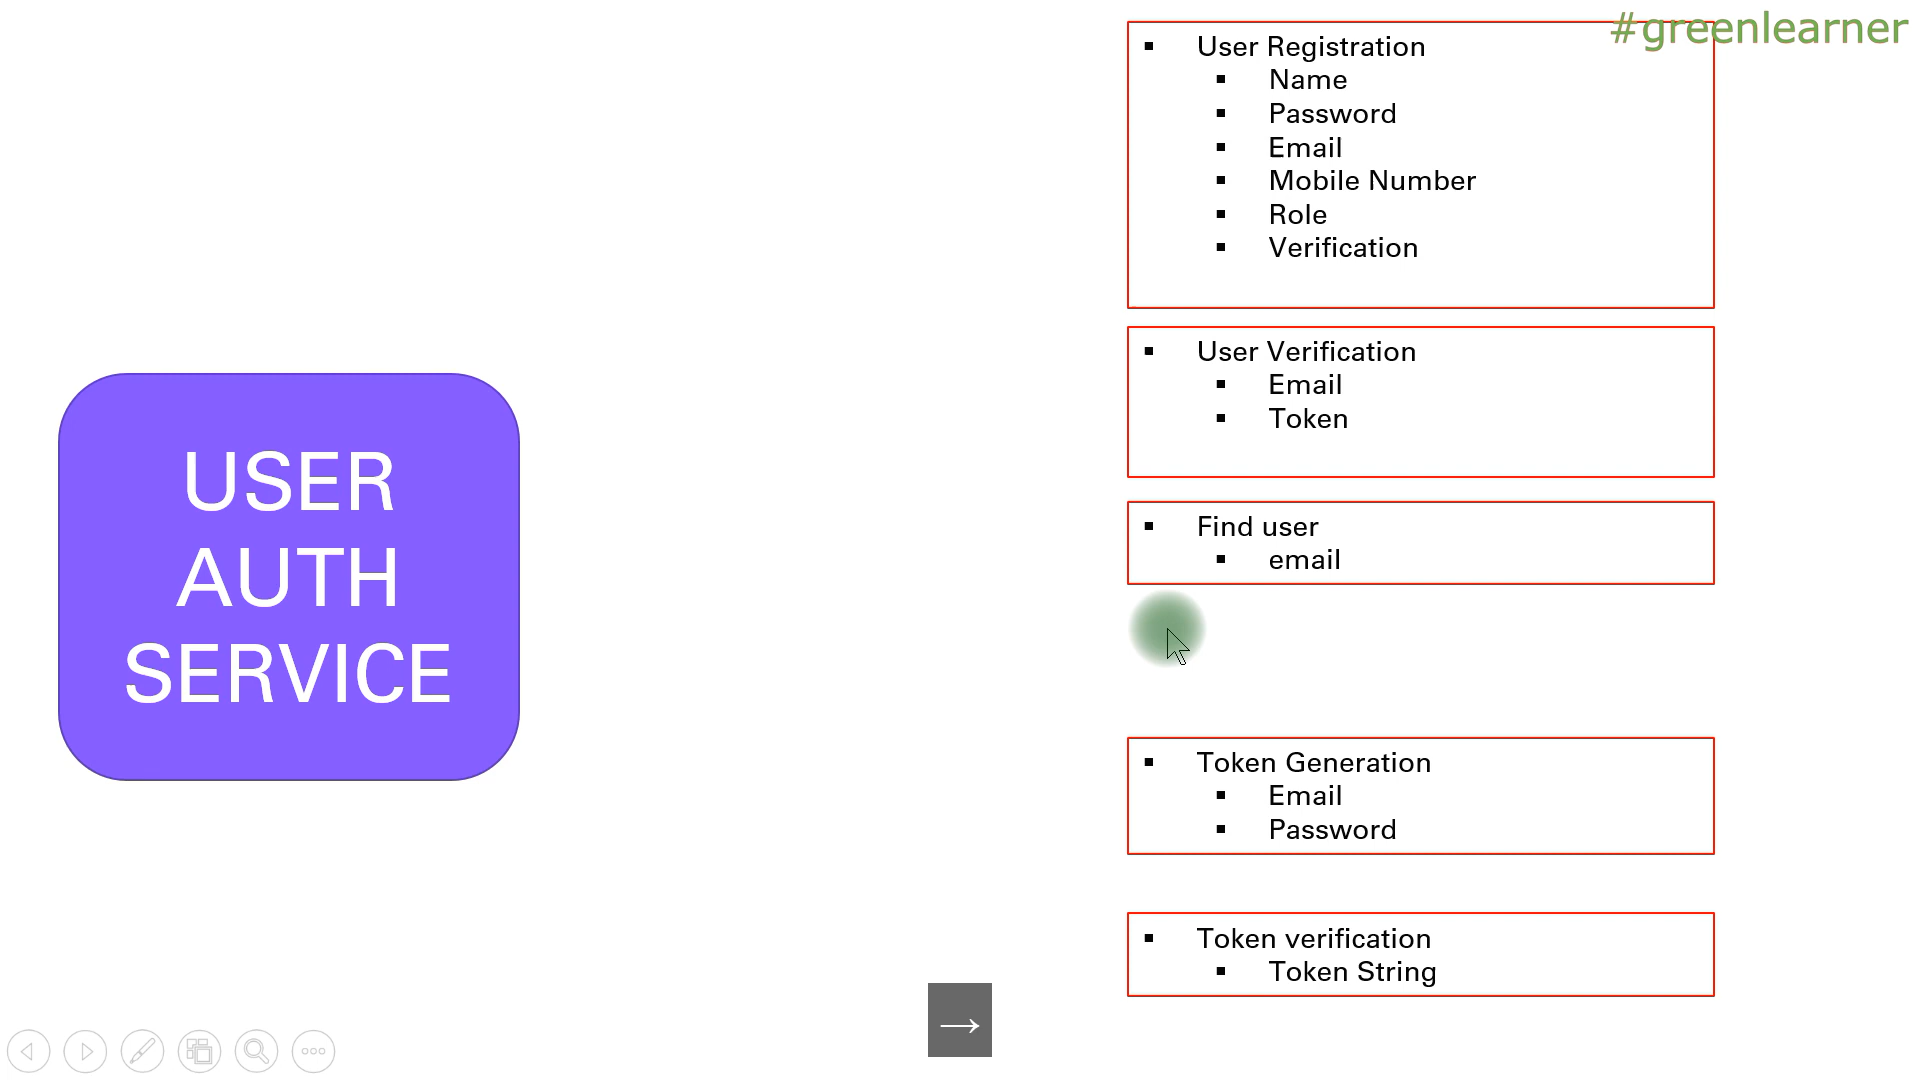 #greenlearner
▪ User Registration
▪ Name
▪ Password
▪ Email
▪ Mobile Number
▪ Role
▪ Verification
▪ User Verification
▪ Email
▪ Token
USER
AUTH
SERVICE
▪ Find user
▪ email
▪ Token Generation
▪ Email
▪ Password
▪ Token verification
▪ Token String
→